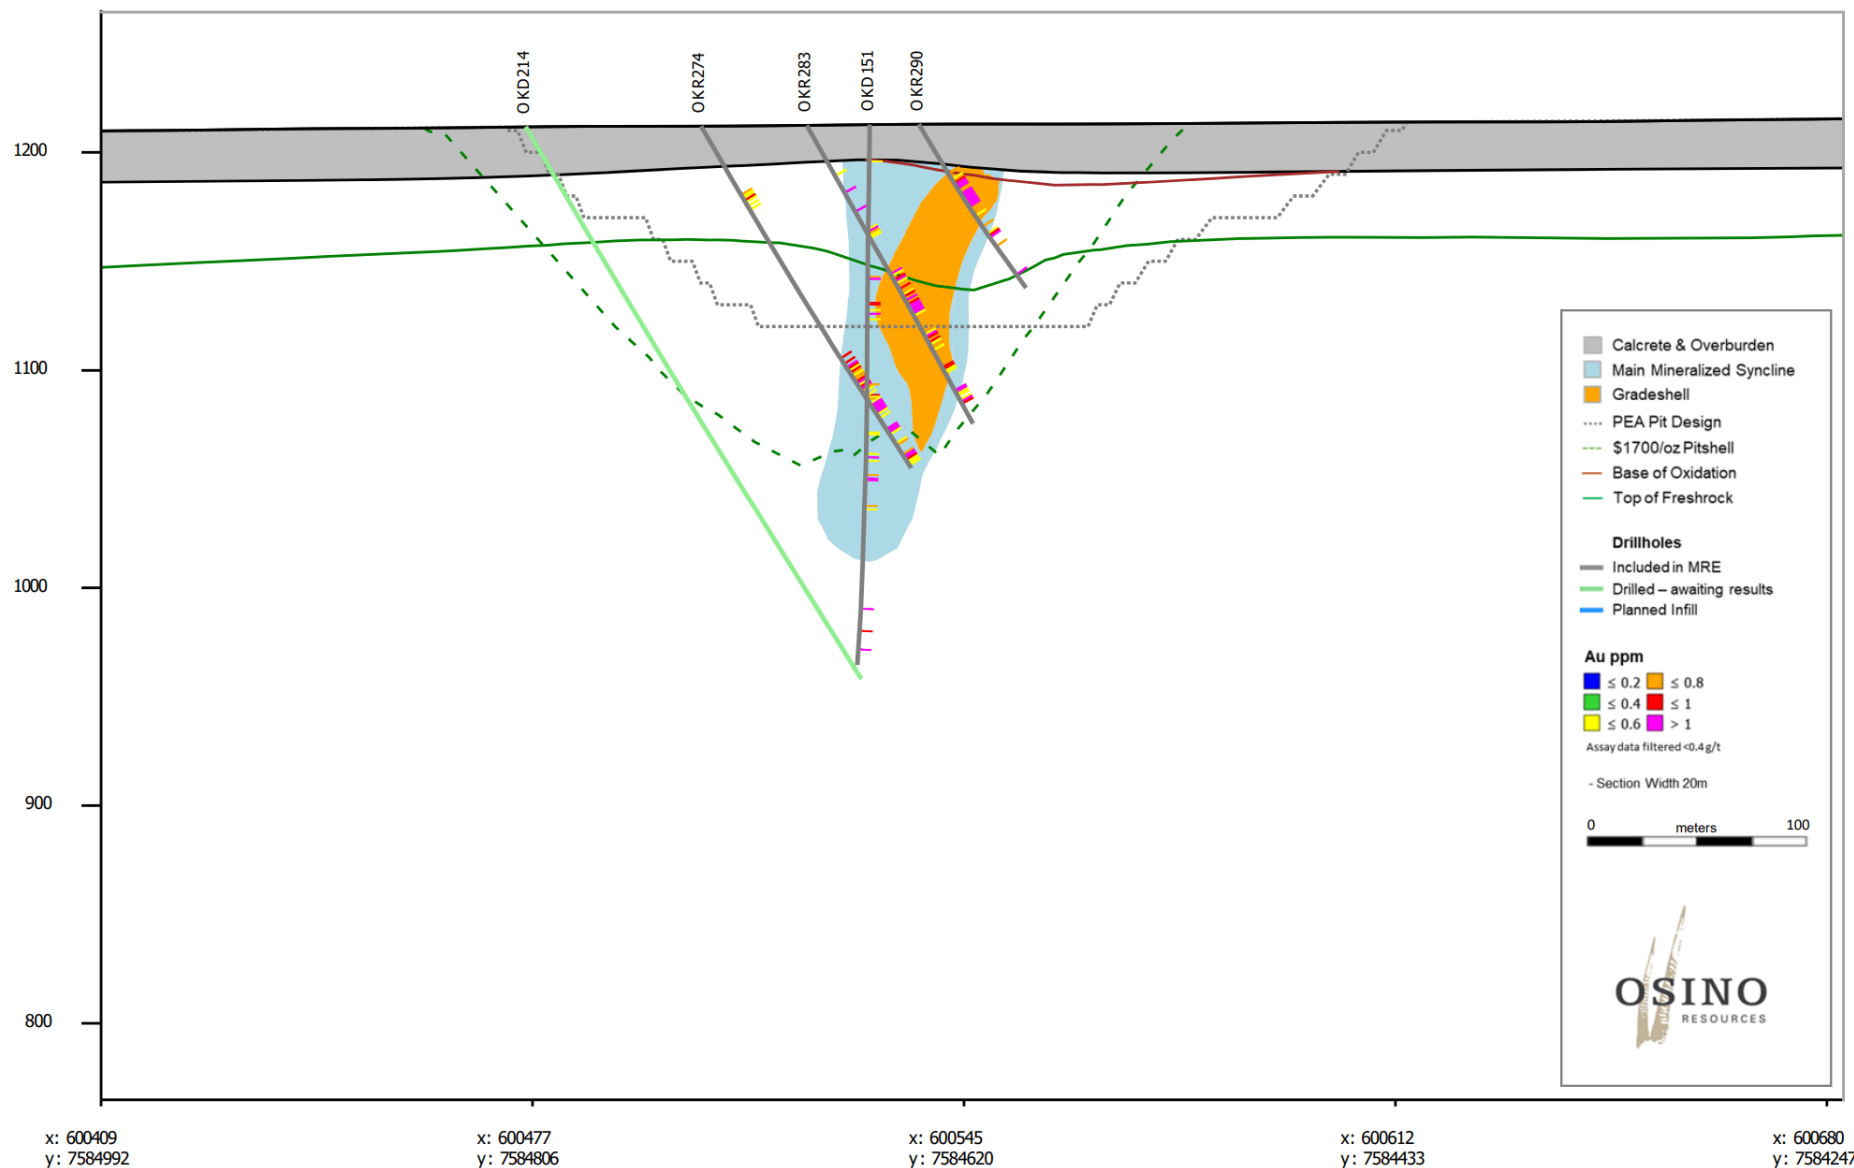 OKD214
OKR274
OKR283
OKD151
OKR290
1200
1100
1000
900
800
Calcrete & Overburden
Main Mineralized Syncline
Gradeshell
PEA Pit Design
$1700/oz Pitshell
Base of Oxidation
Top of Freshrock
Drillholes
Included in MRE
Drilled – awaiting results
Planned Infill
Au ppm
≤ 0.2 ≤ 0.8
≤ 0.4 ≤ 1
≤ 0.6 > 1
Assay data filtered <0.4g/t
- Section Width 20m
0 meters 100
OSINO
RESOURCES
x: 600409 x: 600477 x: 600545 x: 600612 x: 600680
y: 7584992 y: 7584806 y: 7584620 y: 7584433 y: 7584247